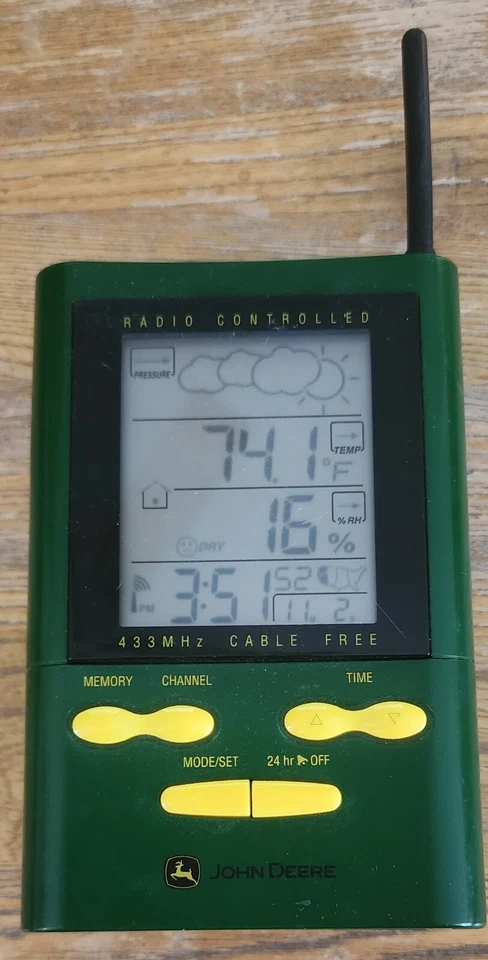 RADIO CONTROLLED
PRESSURE
74.1 °F
TEMP
16 %
%RH
DRY
PM 3:51 52
11. 2.
433MHz CABLE FREE
MEMORY CHANNEL TIME
MODE/SET 24 hr OFF
JOHN DEERE